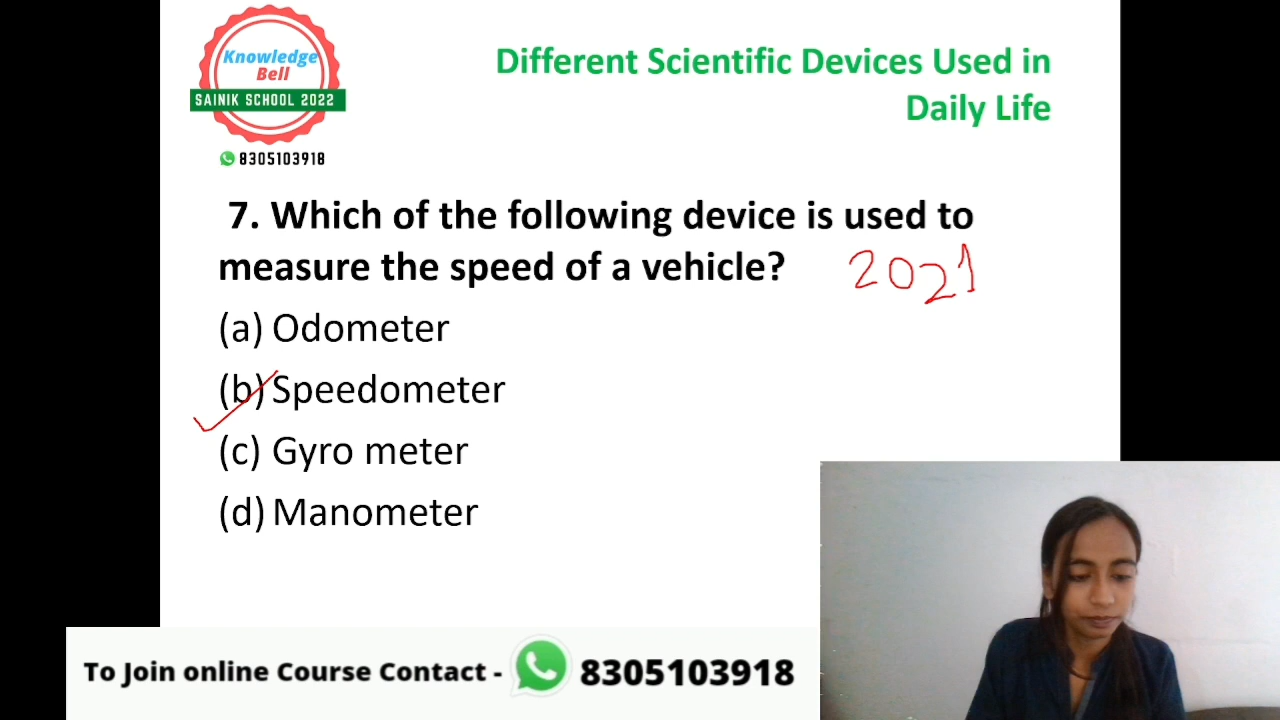 Knowledge
Bell
SAINIK SCHOOL 2022
8305103918
Different Scientific Devices Used in
Daily Life
7. Which of the following device is used to
measure the speed of a vehicle?
2021
(a) Odometer
(b) Speedometer
(c) Gyro meter
(d) Manometer
To Join online Course Contact - 8305103918